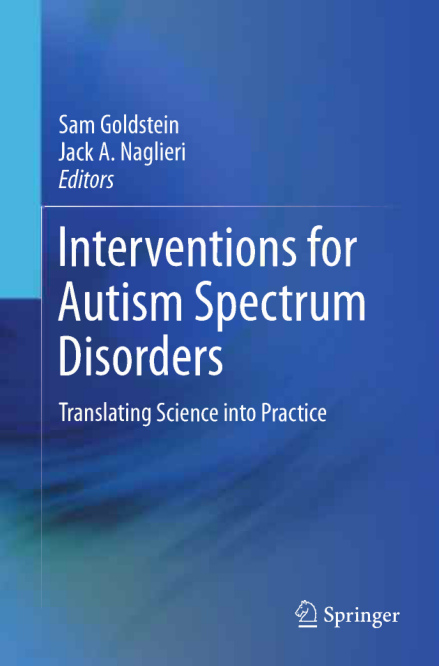 Sam Goldstein
Jack A. Naglieri
Editors
Interventions for
Autism Spectrum
Disorders
Translating Science into Practice
Springer